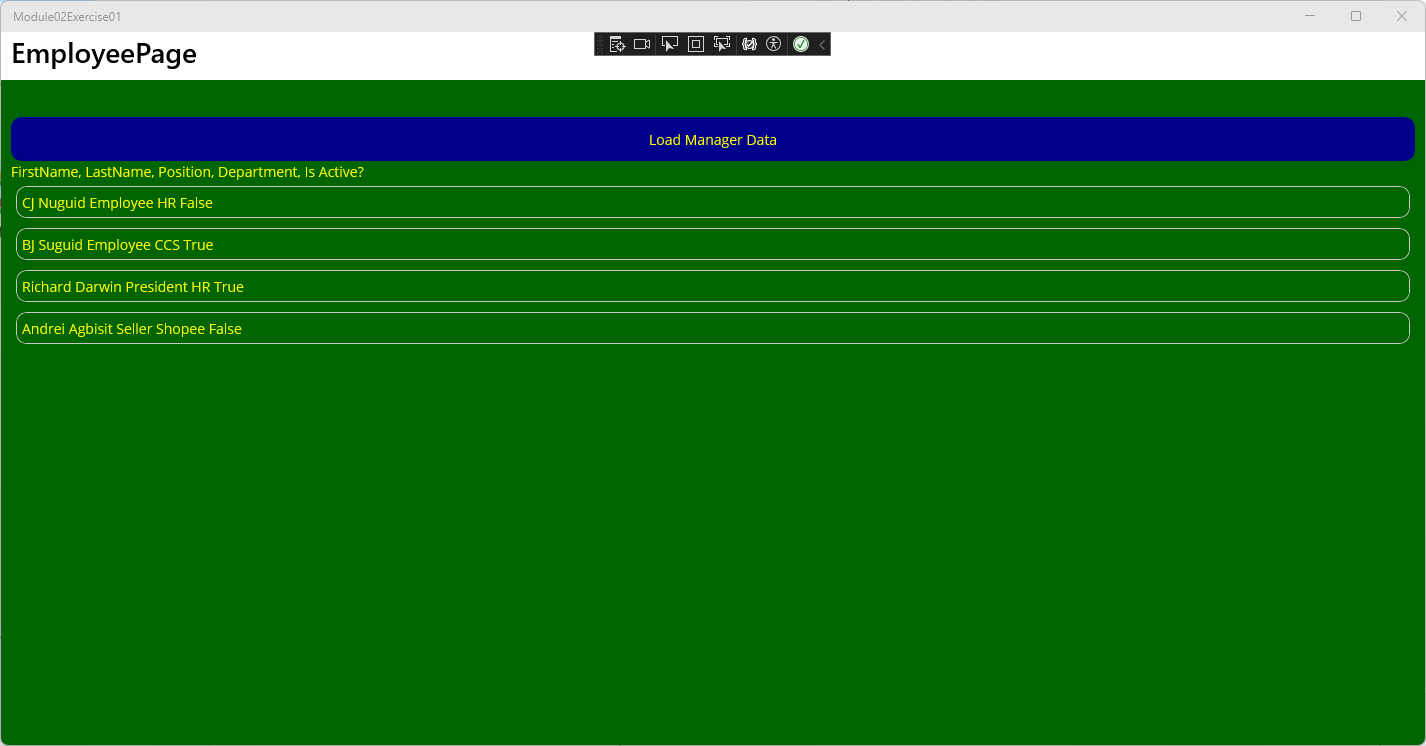 Module02Exercise01
EmployeePage
Load Manager Data
FirstName, LastName, Position, Department, Is Active?
CJ Nuguid Employee HR False
BJ Suguid Employee CCS True
Richard Darwin President HR True
Andrei Agbisit Seller Shopee False